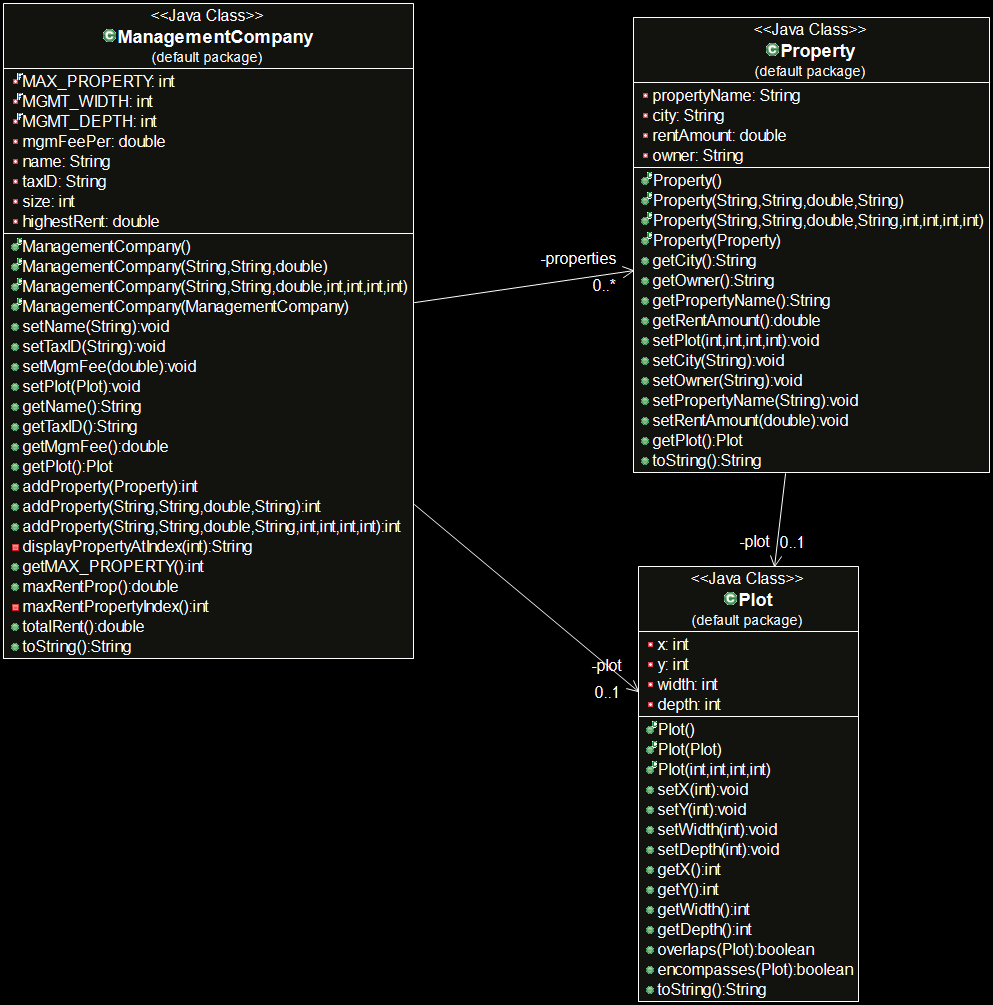 <<Java Class>>
ManagementCompany
(default package)
MAX_PROPERTY: int
MGMT_WIDTH: int
MGMT_DEPTH: int
mgmFeePer: double
name: String
taxID: String
size: int
highestRent: double
ManagementCompany()
ManagementCompany(String,String,double)
ManagementCompany(String,String,double,int,int,int,int)
ManagementCompany(ManagementCompany)
setName(String):void
setTaxID(String):void
setMgmFee(double):void
setPlot(Plot):void
getName():String
getTaxID():String
getMgmFee():double
getPlot():Plot
addProperty(Property):int
addProperty(String,String,double,String):int
addProperty(String,String,double,String,int,int,int,int):int
displayPropertyAtIndex(int):String
getMAX_PROPERTY():int
maxRentProp():double
maxRentPropertyIndex():int
totalRent():double
toString():String
-properties
0..*
<<Java Class>>
Property
(default package)
propertyName: String
city: String
rentAmount: double
owner: String
Property()
Property(String,String,double,String)
Property(String,String,double,String,int,int,int,int)
Property(Property)
getCity():String
getOwner():String
getPropertyName():String
getRentAmount():double
setPlot(int,int,int,int):void
setCity(String):void
setOwner(String):void
setPropertyName(String):void
setRentAmount(double):void
getPlot():Plot
toString():String
-plot 0..1
-plot
0..1
<<Java Class>>
Plot
(default package)
x: int
y: int
width: int
depth: int
Plot()
Plot(Plot)
Plot(int,int,int,int)
setX(int):void
setY(int):void
setWidth(int):void
setDepth(int):void
getX():int
getY():int
getWidth():int
getDepth():int
overlaps(Plot):boolean
encompasses(Plot):boolean
toString():String